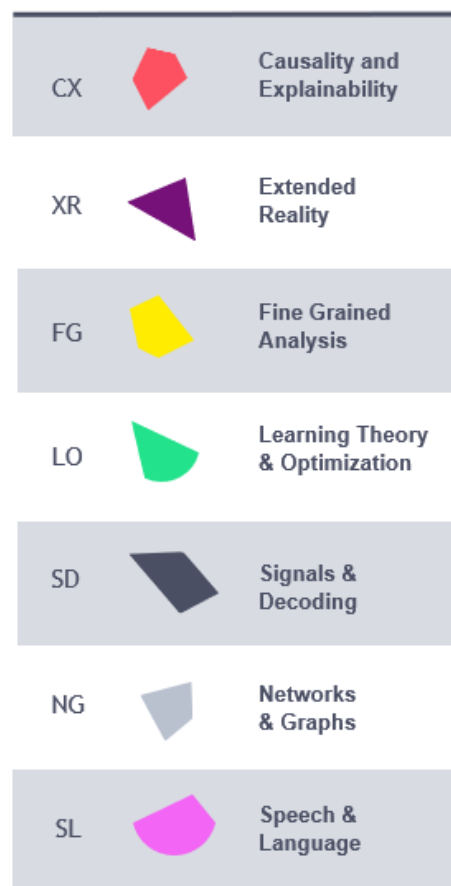 CX
Causality and
Explainability
XR
Extended
Reality
FG
Fine Grained
Analysis
LO
Learning Theory
& Optimization
SD
Signals &
Decoding
NG
Networks
& Graphs
SL
Speech &
Language